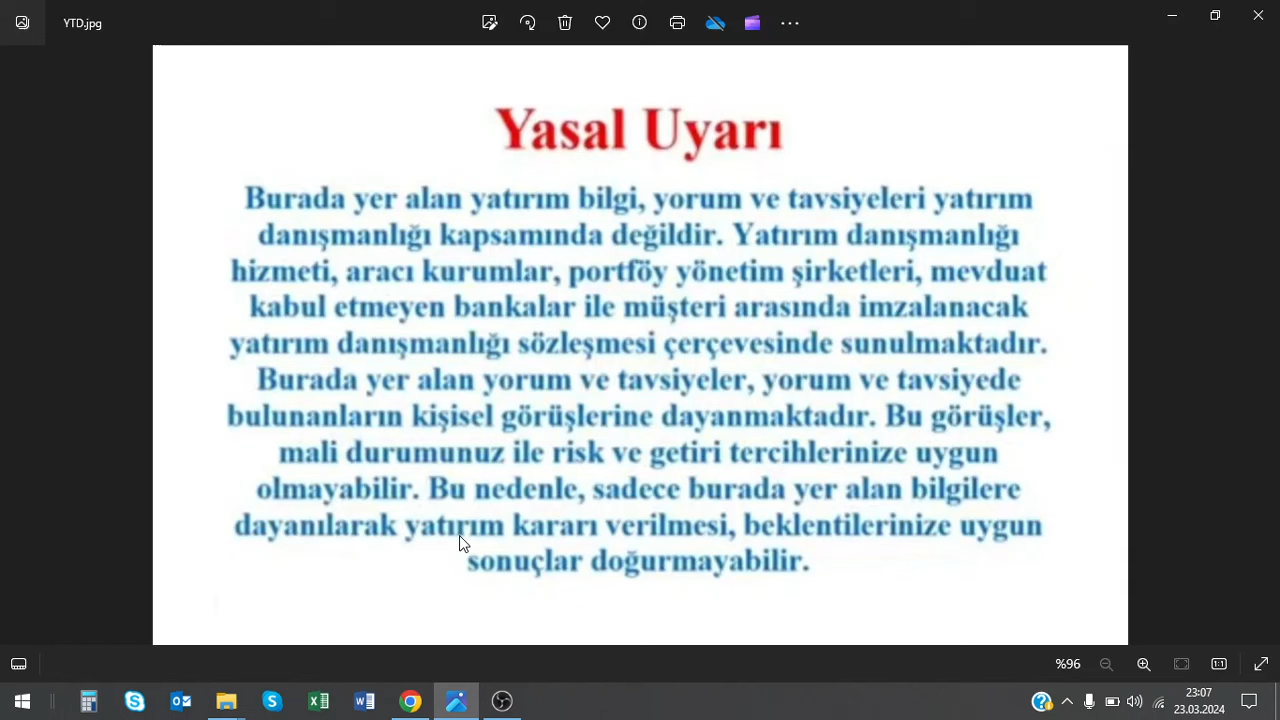 YTD.jpg
Yasal Uyarı
Burada yer alan yatırım bilgi, yorum ve tavsiyeleri yatırım
danışmanlığı kapsamında değildir. Yatırım danışmanlığı
hizmeti, aracı kurumlar, portföy yönetim şirketleri, mevduat
kabul etmeyen bankalar ile müşteri arasında imzalanacak
yatırım danışmanlığı sözleşmesi çerçevesinde sunulmaktadır.
Burada yer alan yorum ve tavsiyeler, yorum ve tavsiyede
bulunanların kişisel görüşlerine dayanmaktadır. Bu görüşler,
mali durumunuz ile risk ve getiri tercihlerinize uygun
olmayabilir. Bu nedenle, sadece burada yer alan bilgilere
dayanılarak yatırım kararı verilmesi, beklentilerinize uygun
sonuçlar doğurmayabilir.
%96
23:07
23.03.2024